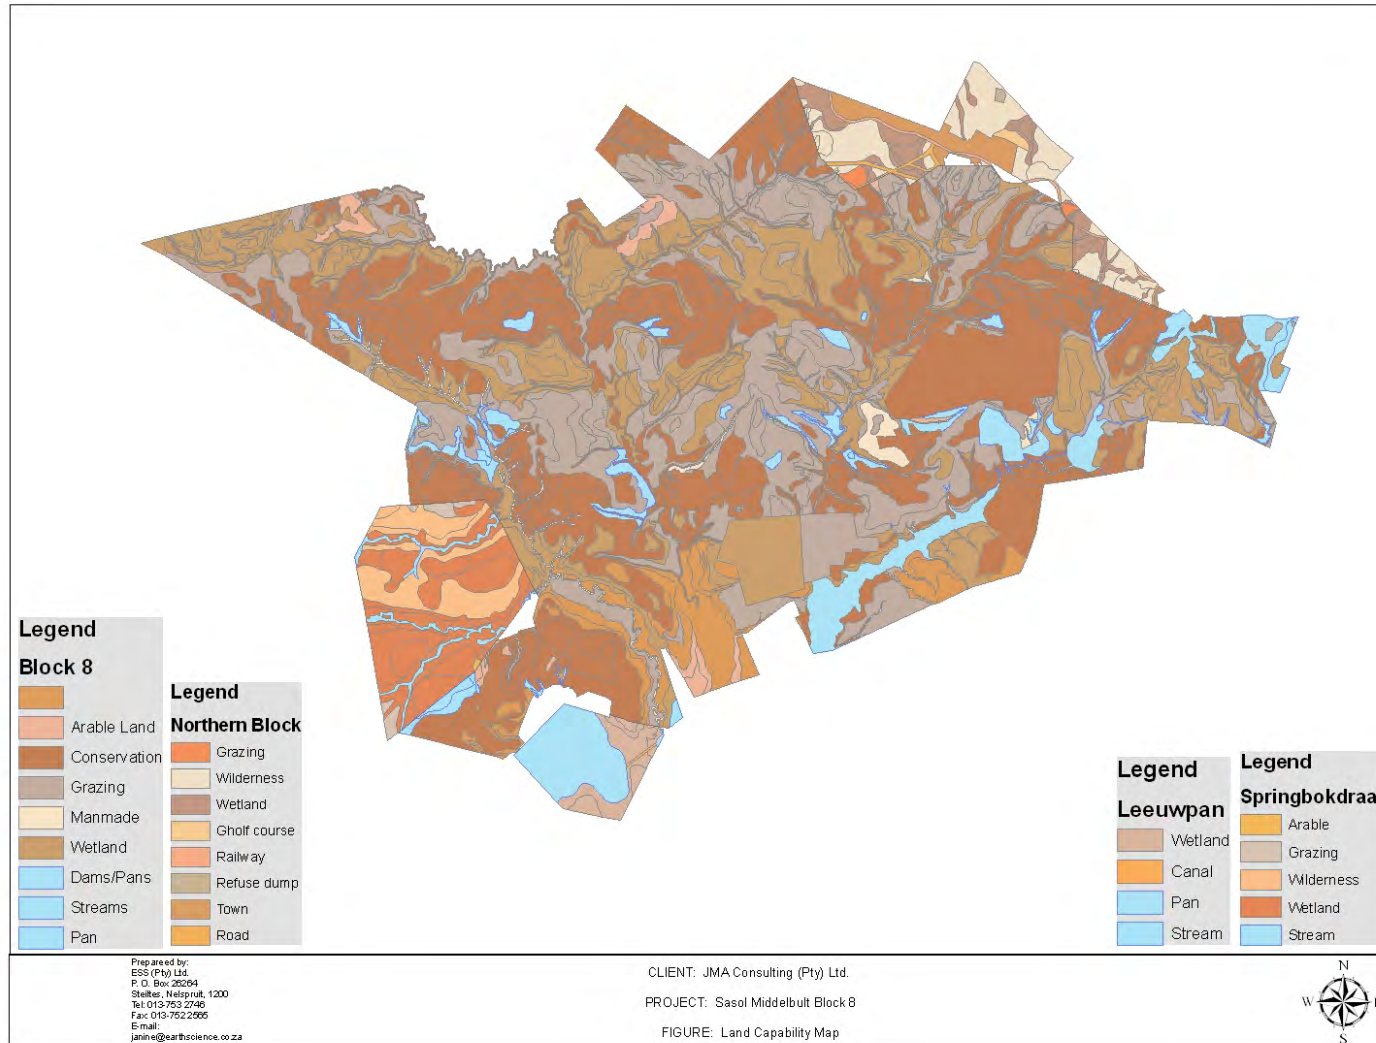 Legend
Block 8
Arable Land
Conservation
Grazing
Manmade
Wetland
Dams/Pans
Streams
Pan
Legend
Northern Block
Grazing
Wilderness
Wetland
Gholf course
Railway
Refuse dump
Town
Road
Legend
Leeuwpan
Wetland
Canal
Pan
Stream
Legend
Springbokdraa
Arable
Grazing
Wilderness
Wetland
Stream
Prepareed by:
ESS (Pty) Ltd.
P. O. Box 26264
Steiltes, Nelspruit, 1200
Tel: 013-753 2746
Fax: 013-752 2565
E-mail:
janine@earthscience.co.za
CLIENT: JMA Consulting (Pty) Ltd.
PROJECT: Sasol Middelbult Block 8
FIGURE: Land Capability Map
N
W
S